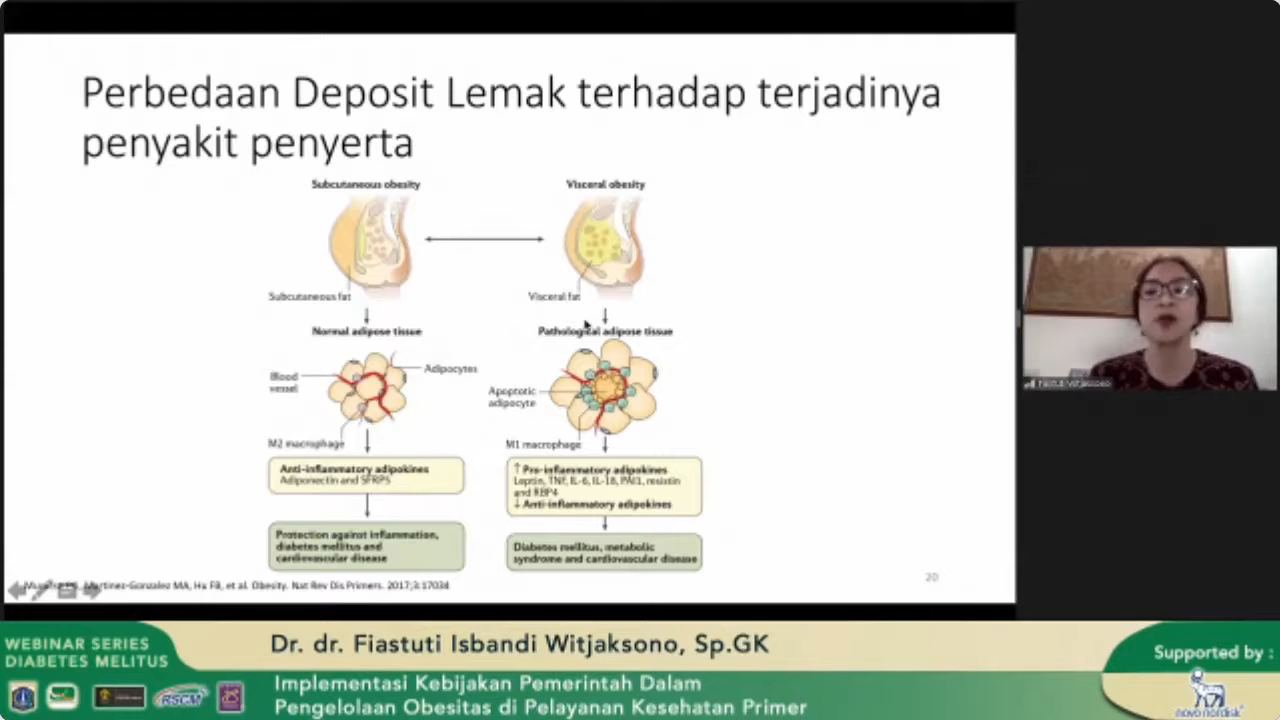 Perbedaan Deposit Lemak terhadap terjadinya
penyakit penyerta
Subcutaneous obesity
Visceral obesity
Subcutaneous fat
Visceral fat
Normal adipose tissue
Pathological adipose tissue
Blood
vessel
Adipocytes
Apoptotic
adipocyte
M2 macrophage
M1 macrophage
Anti-inflammatory adipokines
Adiponectin and SFRP5
↑ Pro-inflammatory adipokines
Leptin, TNF, IL-6, IL-18, PAI1, resistin
and RBP4
↓ Anti-inflammatory adipokines
Protection against inflammation,
diabetes mellitus and
cardiovascular disease
Diabetes mellitus, metabolic
syndrome and cardiovascular disease
Martinez-Gonzalez MA, Hu FB, et al. Obesity. Nat Rev Dis Primers. 2017;3:17034
20
Fiastuti Witjaksono
WEBINAR SERIES
DIABETES MELITUS
Dr. dr. Fiastuti Isbandi Witjaksono, Sp.GK
Implementasi Kebijakan Pemerintah Dalam
Pengelolaan Obesitas di Pelayanan Kesehatan Primer
RSCM
Supported by :
novo nordisk